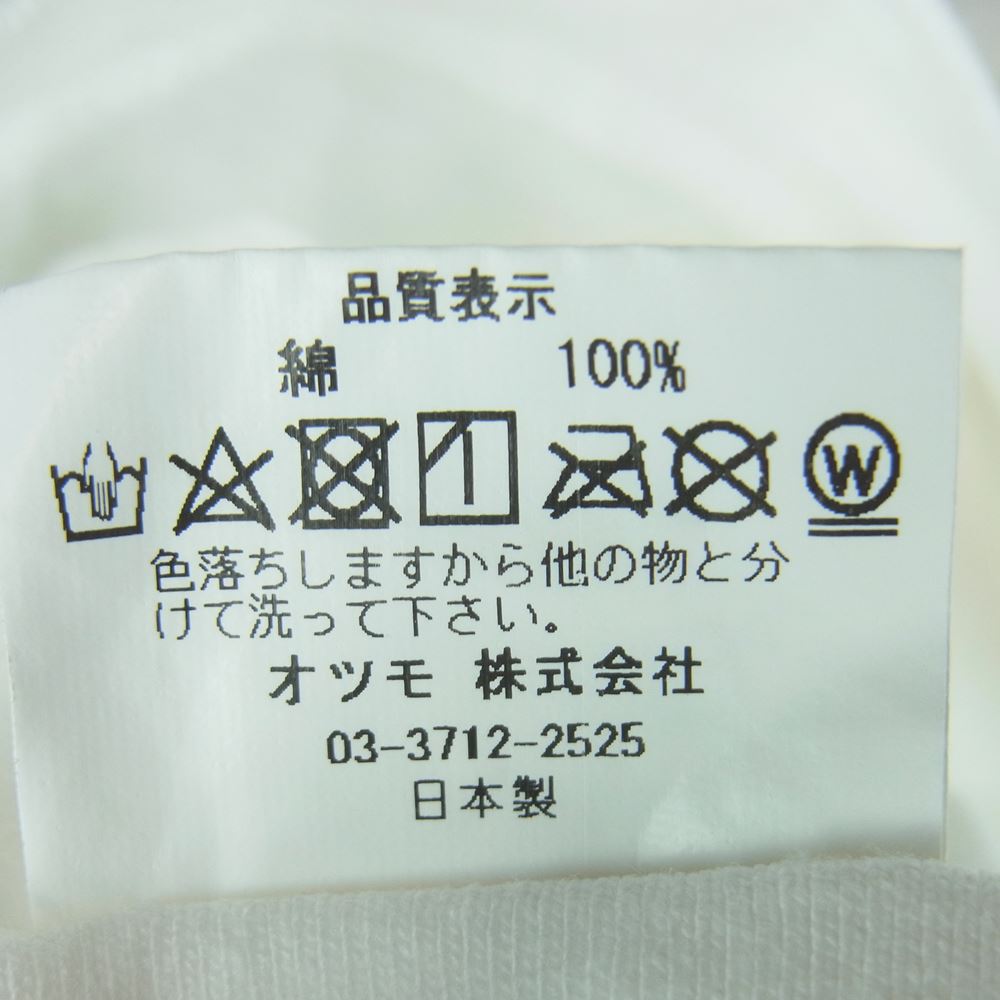 品質表示
綿 100%
W
色落ちしますから他の物と分
けて洗って下さい。
オツモ 株式会社
03-3712-2525
日本製